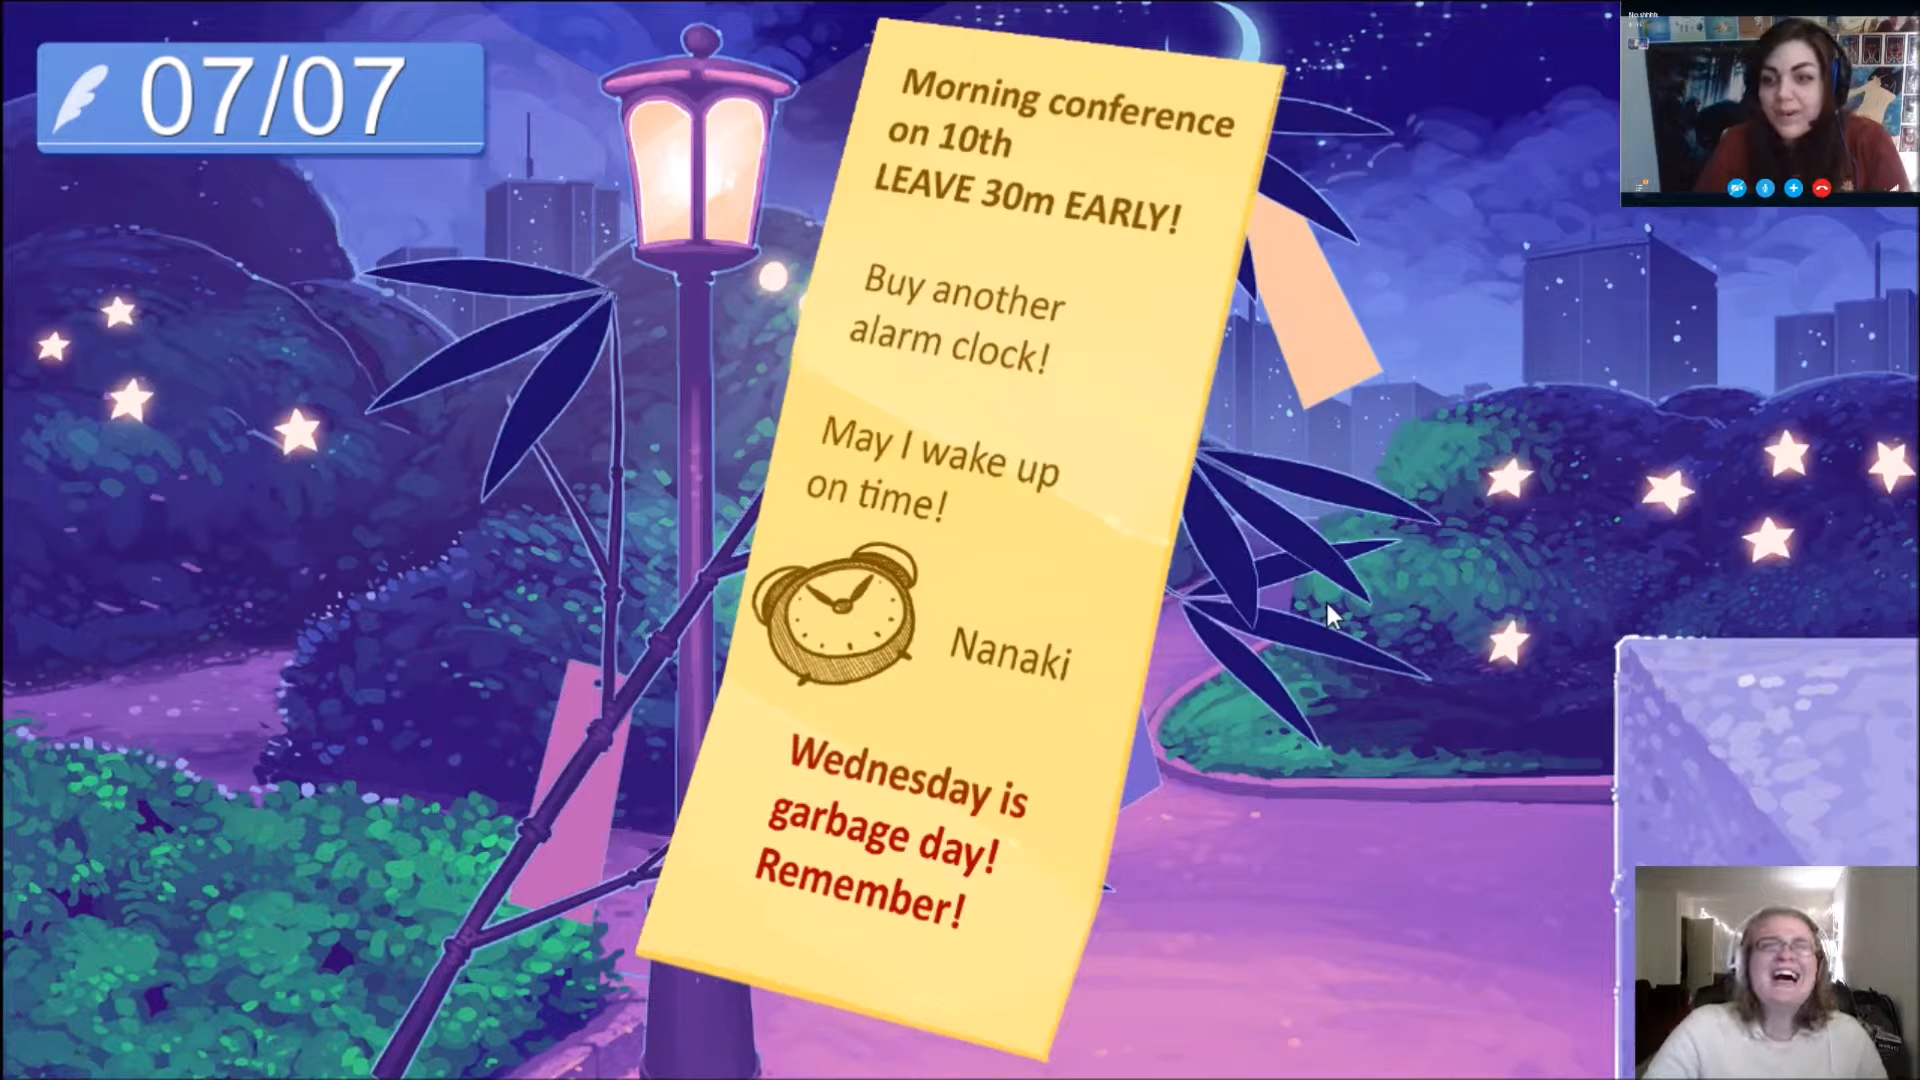 07/07
Morning conference
on 10th
LEAVE 30m EARLY!
Buy another
alarm clock!
May I wake up
on time!
Nanaki
Wednesday is
garbage day!
Remember!